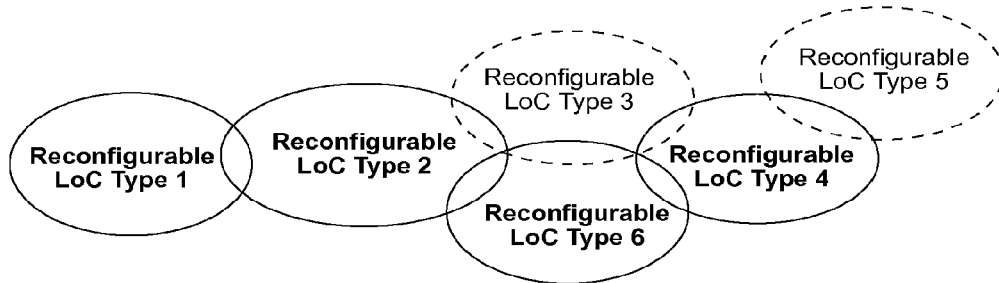 Reconfigurable
LoC Type 1
Reconfigurable
LoC Type 2
Reconfigurable
LoC Type 3
Reconfigurable
LoC Type 4
Reconfigurable
LoC Type 5
Reconfigurable
LoC Type 6